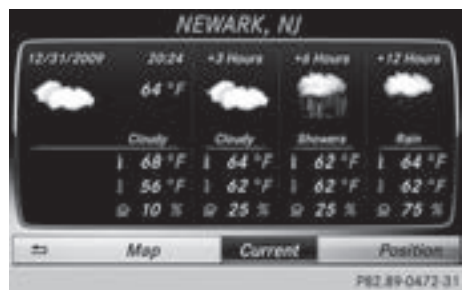 NEWARK, NJ
12/31/2009 20:24 +3 Hours +6 Hours +12 Hours
64 °F
Cloudy Cloudy Showers Rain
68 °F 64 °F 62 °F 64 °F
56 °F 62 °F 62 °F 62 °F
10 % 25 % 25 % 75 %
Map Current Position
P82.89-0472-31